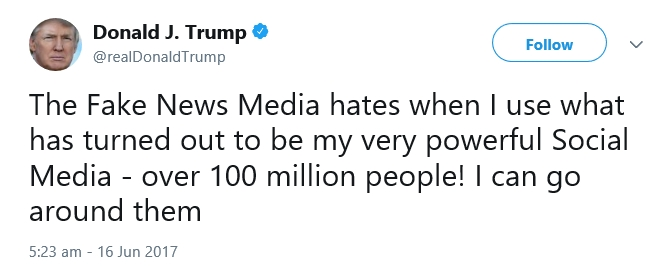 Donald J. Trump
@realDonaldTrump
Follow
The Fake News Media hates when I use what
has turned out to be my very powerful Social
Media - over 100 million people! I can go
around them
5:23 am - 16 Jun 2017